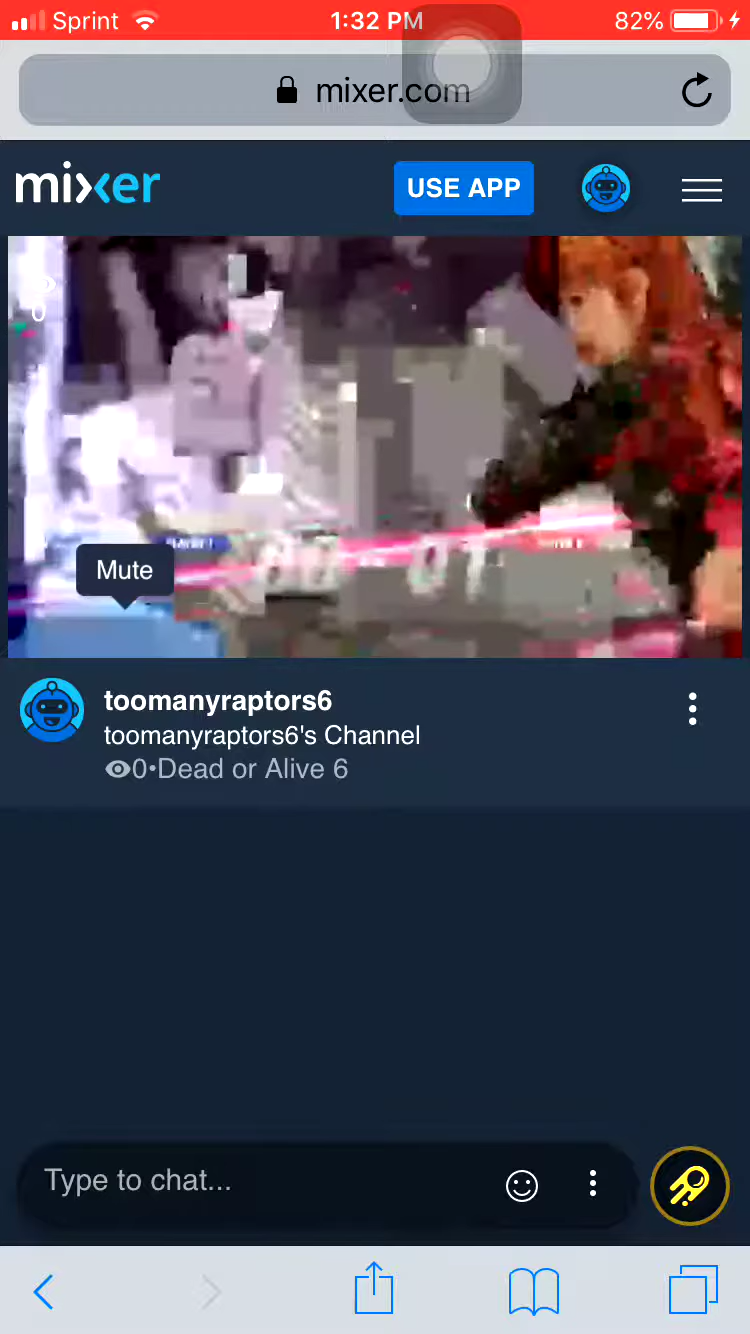 Sprint 1:32 PM 82%
mixer.com
mixer USE APP
0
Mute
toomanyraptors6
toomanyraptors6's Channel
0•Dead or Alive 6
Type to chat...